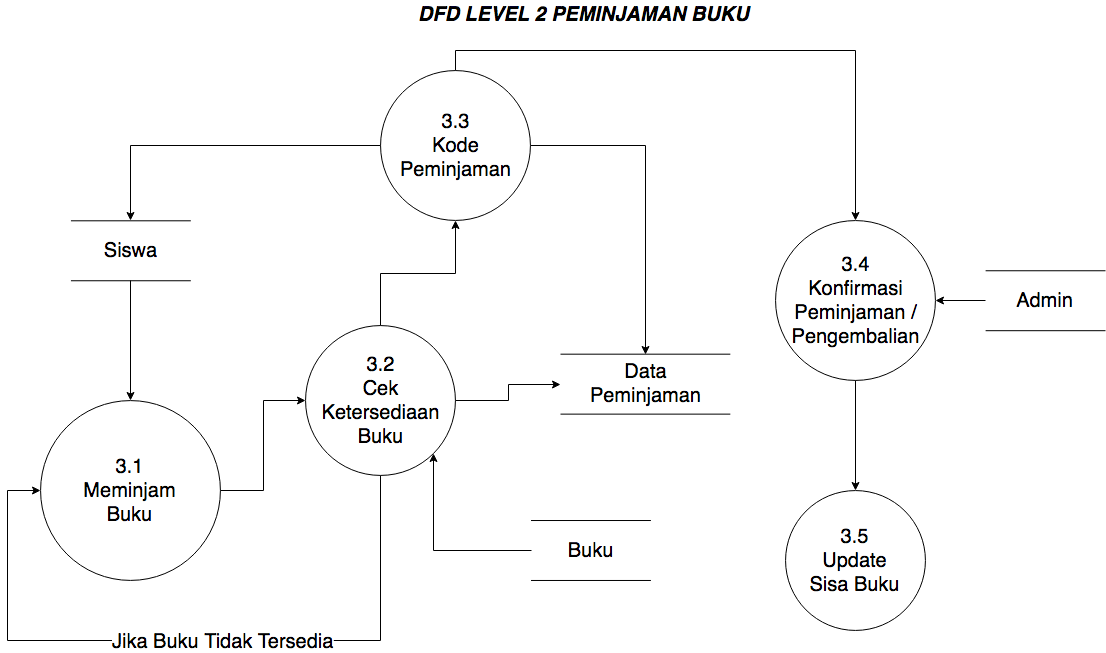 DFD LEVEL 2 PEMINJAMAN BUKU
3.3
Kode
Peminjaman
Siswa
3.4
Konfirmasi
Peminjaman /
Pengembalian
Admin
3.2
Cek
Ketersediaan
Buku
Data
Peminjaman
3.1
Meminjam
Buku
Buku
3.5
Update
Sisa Buku
Jika Buku Tidak Tersedia